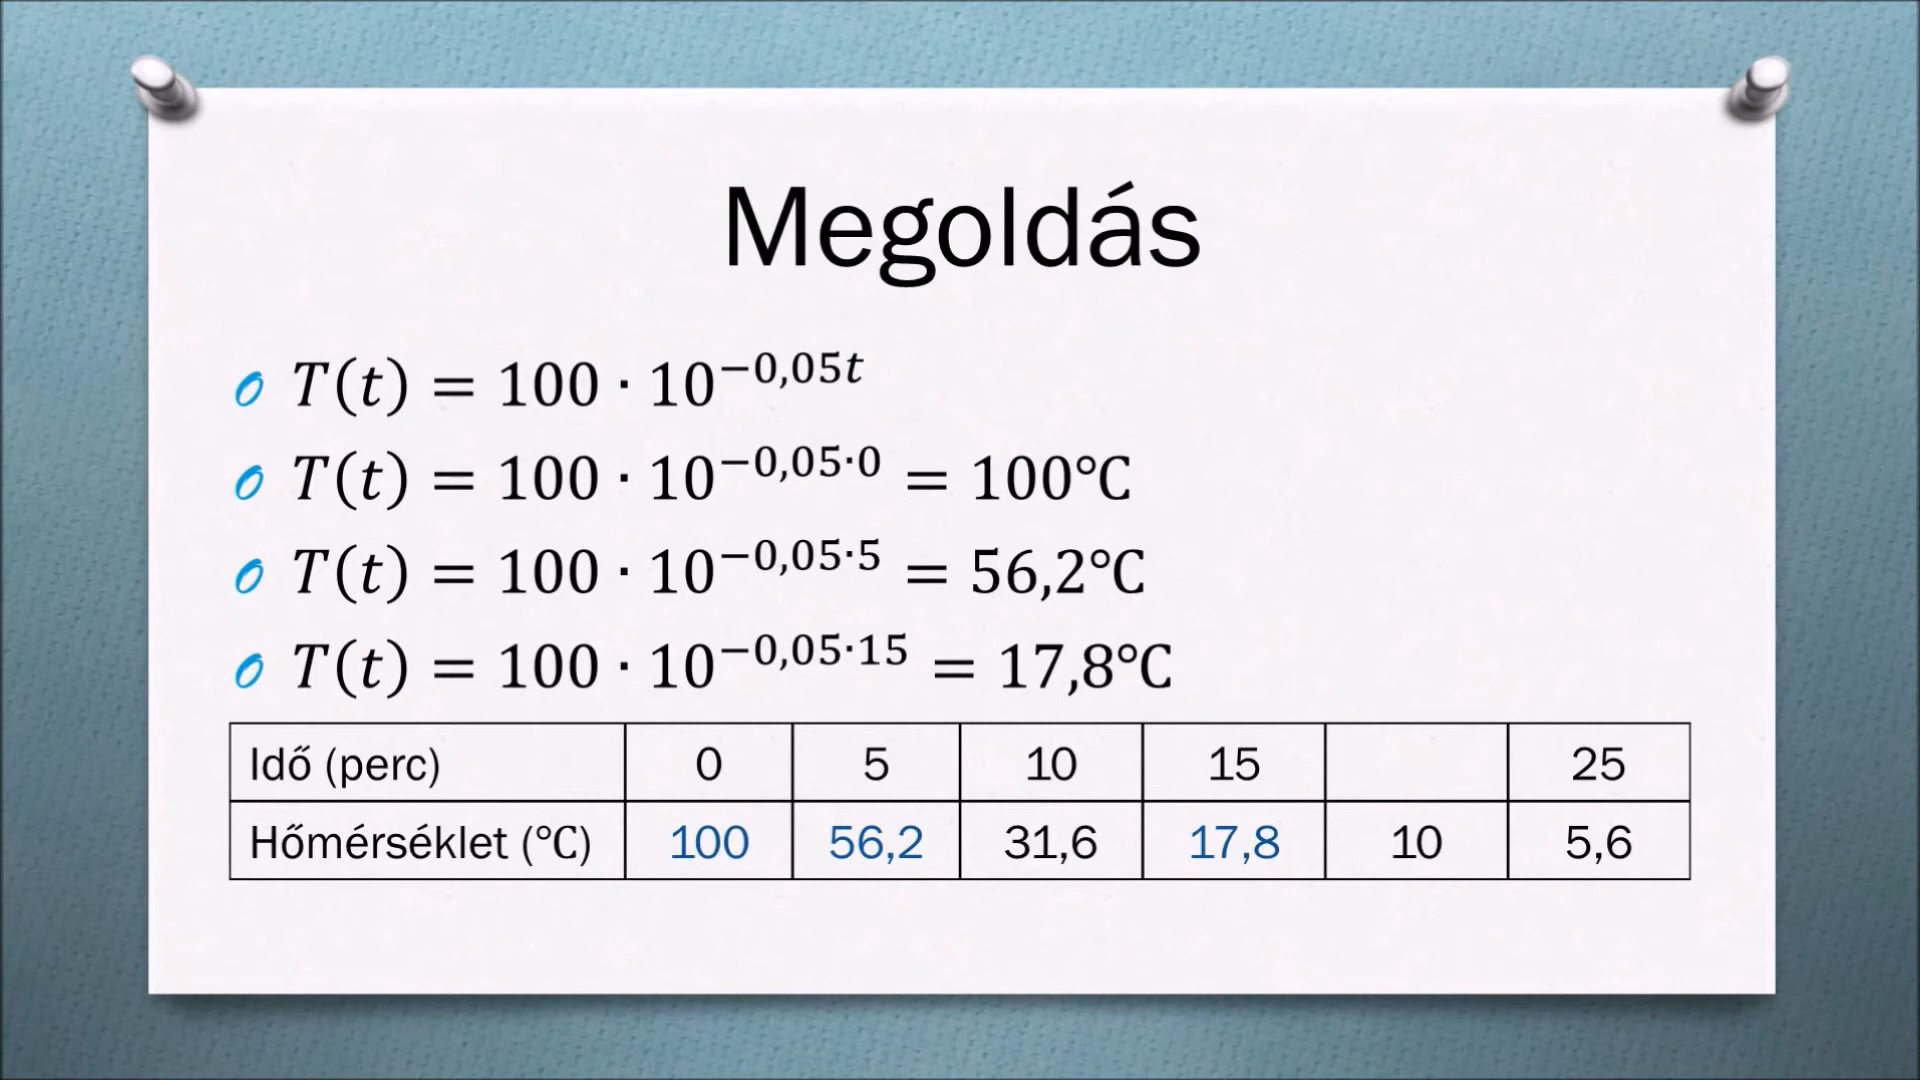 Megoldás
T(t) = 100 · 10^{−0,05t}
T(t) = 100 · 10^{−0,05·0} = 100°C
T(t) = 100 · 10^{−0,05·5} = 56,2°C
T(t) = 100 · 10^{−0,05·15} = 17,8°C
Idő (perc) 0 5 10 15 25
Hőmérséklet (°C) 100 56,2 31,6 17,8 10 5,6